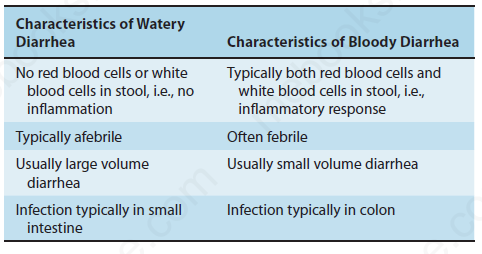 Characteristics of Watery
Diarrhea
Characteristics of Bloody Diarrhea
No red blood cells or white
blood cells in stool, i.e., no
inflammation
Typically both red blood cells and
white blood cells in stool, i.e.,
inflammatory response
Typically afebrile
Often febrile
Usually large volume
diarrhea
Usually small volume diarrhea
Infection typically in small
intestine
Infection typically in colon